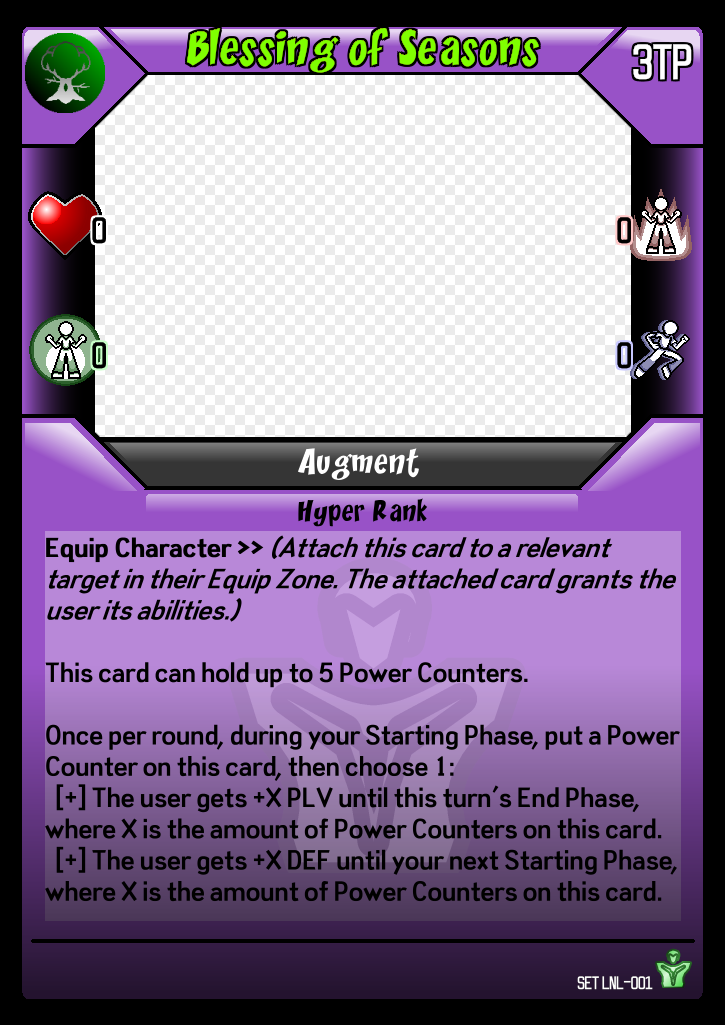 Blessing of Seasons
3TP
0
0
0
0
Augment
Hyper Rank
Equip Character >> (Attach this card to a relevant
target in their Equip Zone. The attached card grants the
user its abilities.)
This card can hold up to 5 Power Counters.
Once per round, during your Starting Phase, put a Power
Counter on this card, then choose 1:
[+] The user gets +X PLV until this turn's End Phase,
where X is the amount of Power Counters on this card.
[+] The user gets +X DEF until your next Starting Phase,
where X is the amount of Power Counters on this card.
SET LNL-001